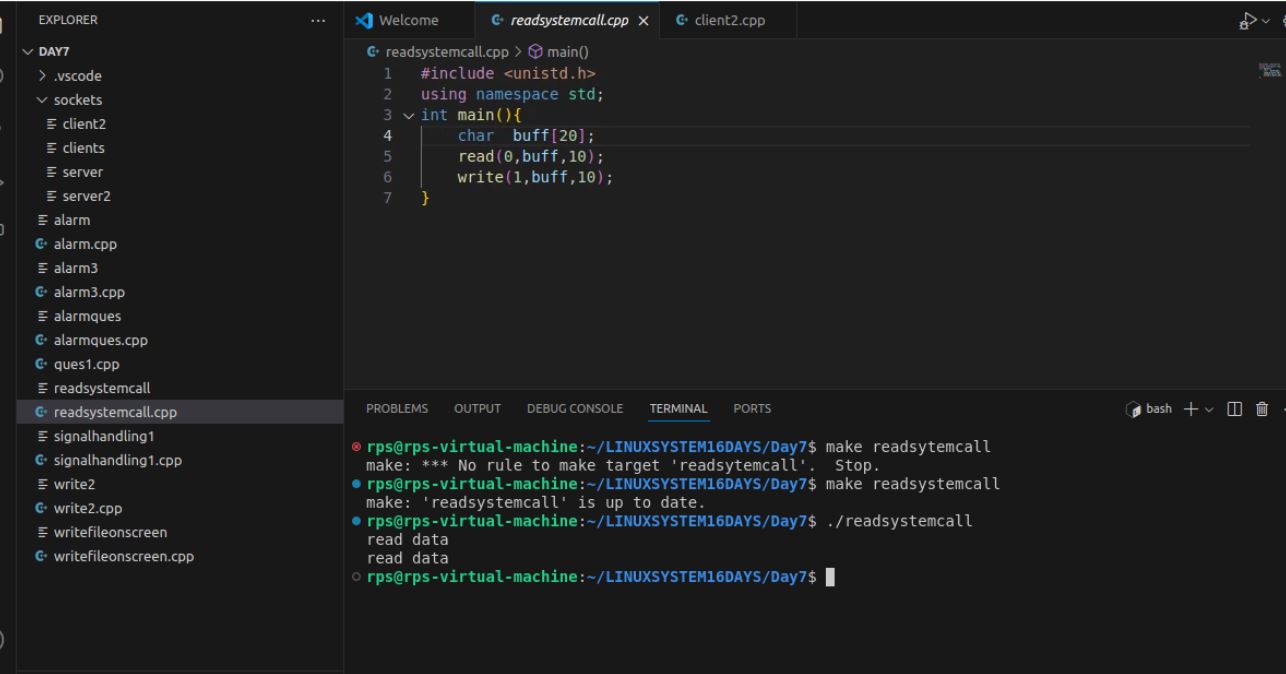 EXPLORER
DAY7
.vscode
sockets
client2
clients
server
server2
alarm
alarm.cpp
alarm3
alarm3.cpp
alarmques
alarmques.cpp
ques1.cpp
readsystemcall
readsystemcall.cpp
signalhandling1
signalhandling1.cpp
write2
write2.cpp
writefileonscreen
writefileonscreen.cpp
Welcome readsystemcall.cpp client2.cpp
readsystemcall.cpp > main()
1 #include <unistd.h>
2 using namespace std;
3 int main(){
4 char  buff[20];
5 read(0,buff,10);
6 write(1,buff,10);
7 }
PROBLEMS OUTPUT DEBUG CONSOLE TERMINAL PORTS bash
rps@rps-virtual-machine:~/LINUXSYSTEM16DAYS/Day7$ make readsytemcall
make: *** No rule to make target 'readsytemcall'.  Stop.
rps@rps-virtual-machine:~/LINUXSYSTEM16DAYS/Day7$ make readsystemcall
make: 'readsystemcall' is up to date.
rps@rps-virtual-machine:~/LINUXSYSTEM16DAYS/Day7$ ./readsystemcall
read data
read data
rps@rps-virtual-machine:~/LINUXSYSTEM16DAYS/Day7$